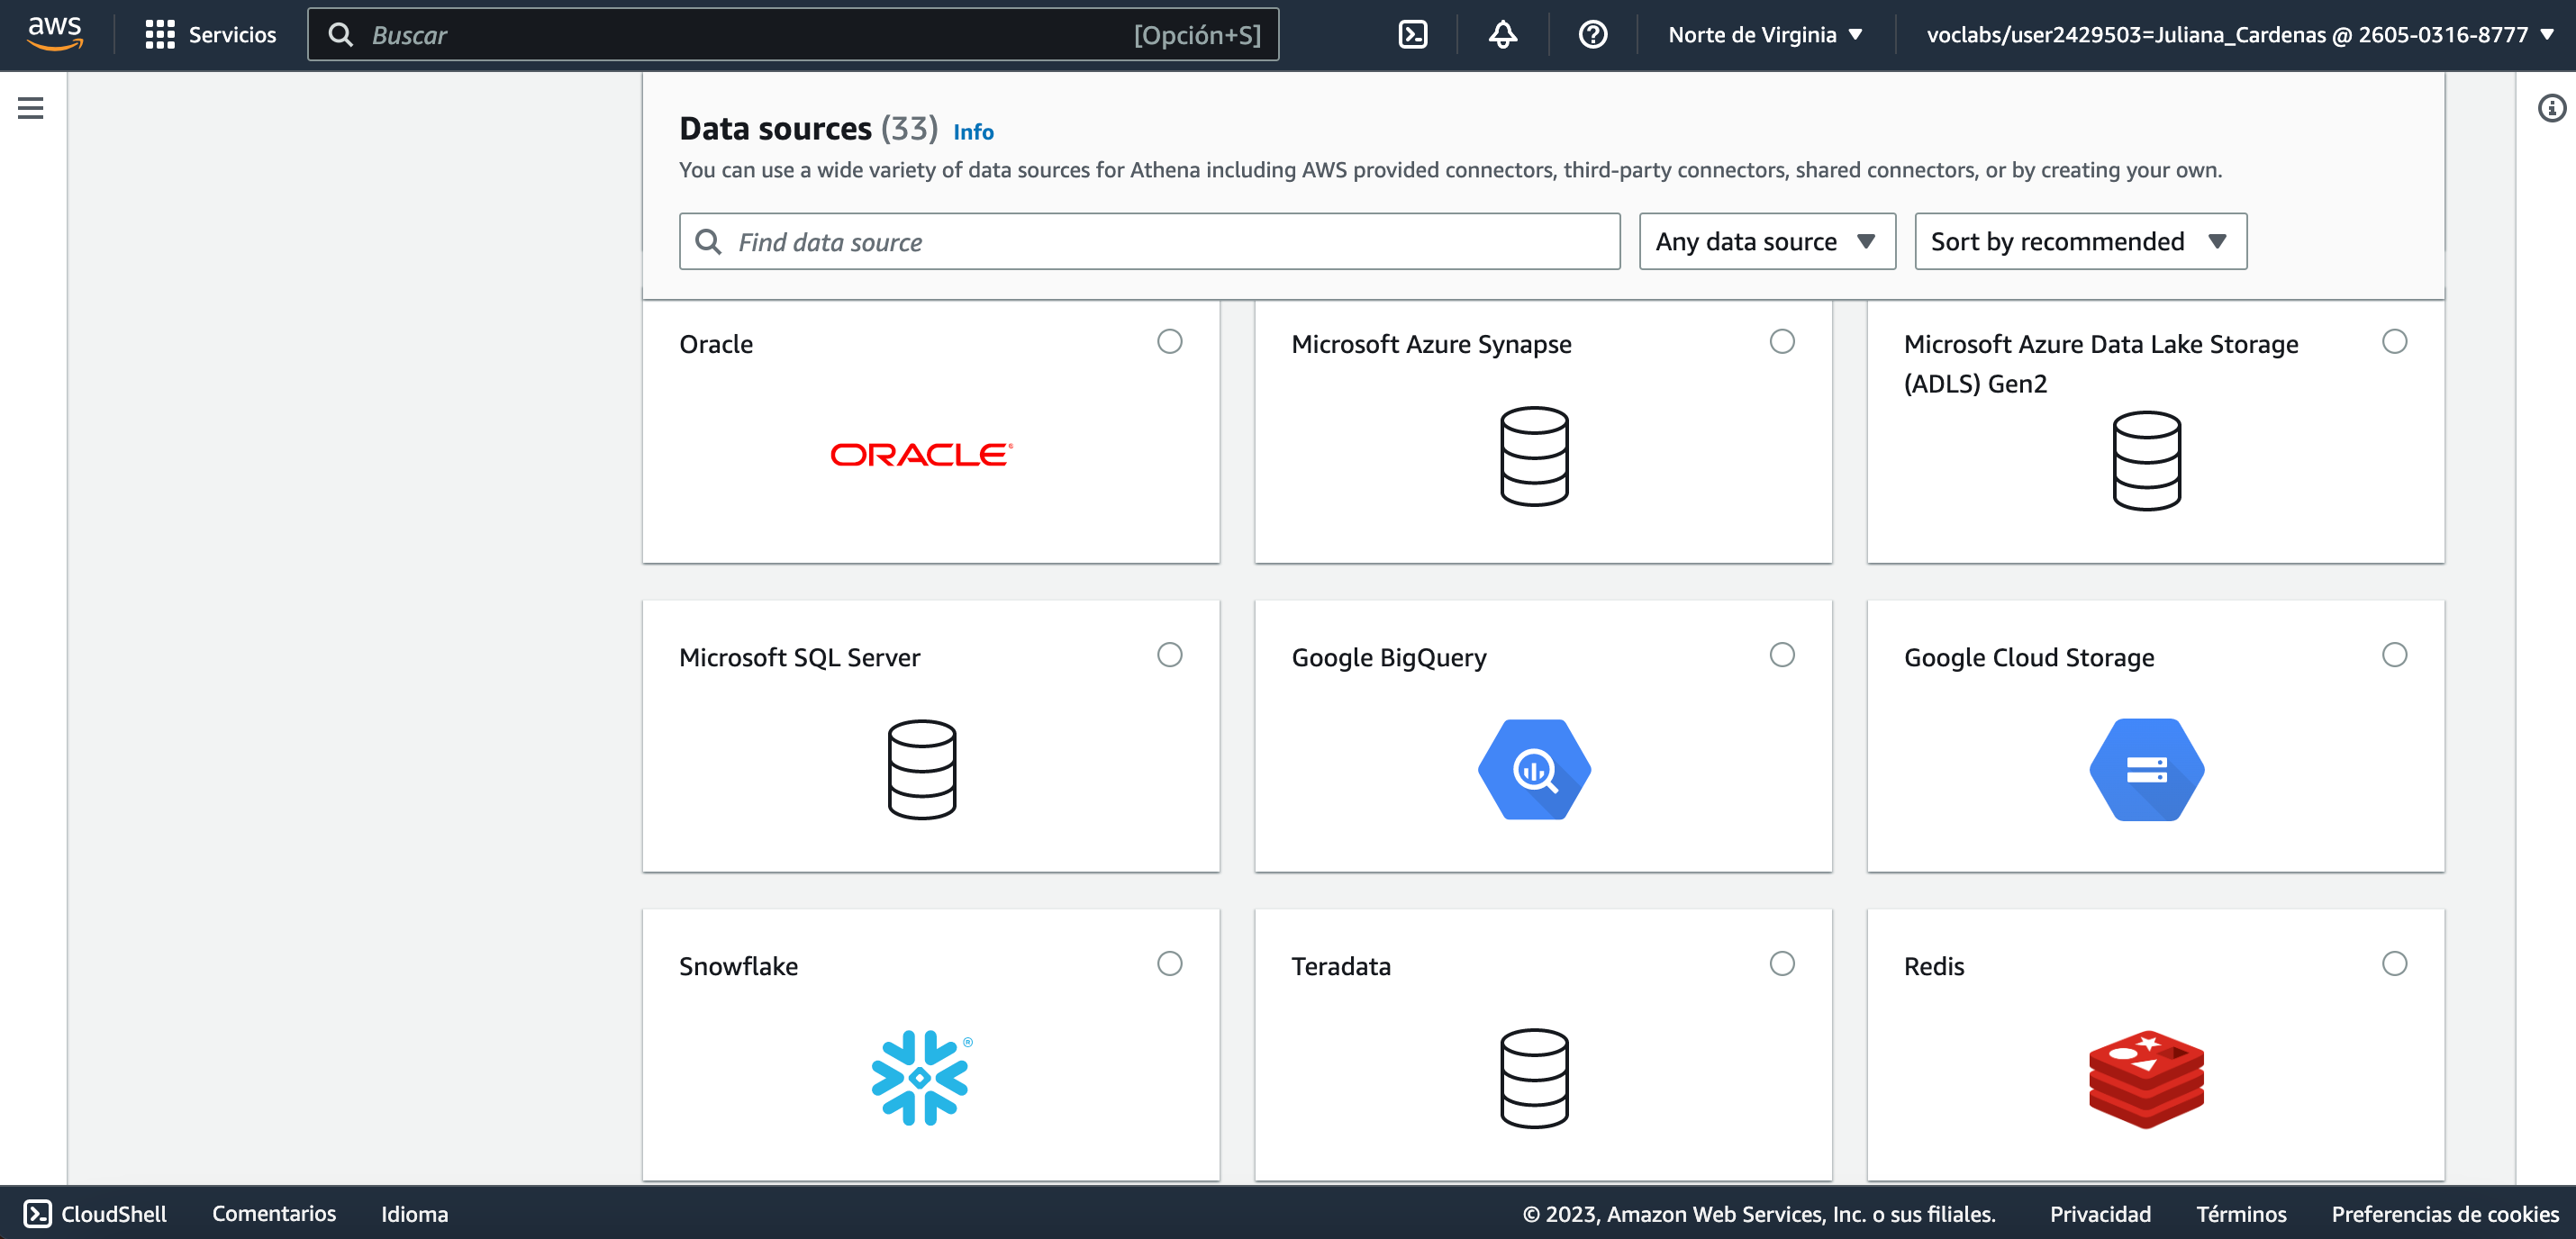 aws
Servicios
Buscar
[Opción+S]
Norte de Virginia
voclabs/user2429503=Juliana_Cardenas @ 2605-0316-8777
Data sources (33) Info
You can use a wide variety of data sources for Athena including AWS provided connectors, third-party connectors, shared connectors, or by creating your own.
Find data source
Any data source
Sort by recommended
Oracle
ORACLE®
Microsoft Azure Synapse
Microsoft Azure Data Lake Storage
(ADLS) Gen2
Microsoft SQL Server
Google BigQuery
Google Cloud Storage
Snowflake
®
Teradata
Redis
CloudShell
Comentarios
Idioma
© 2023, Amazon Web Services, Inc. o sus filiales.
Privacidad
Términos
Preferencias de cookies